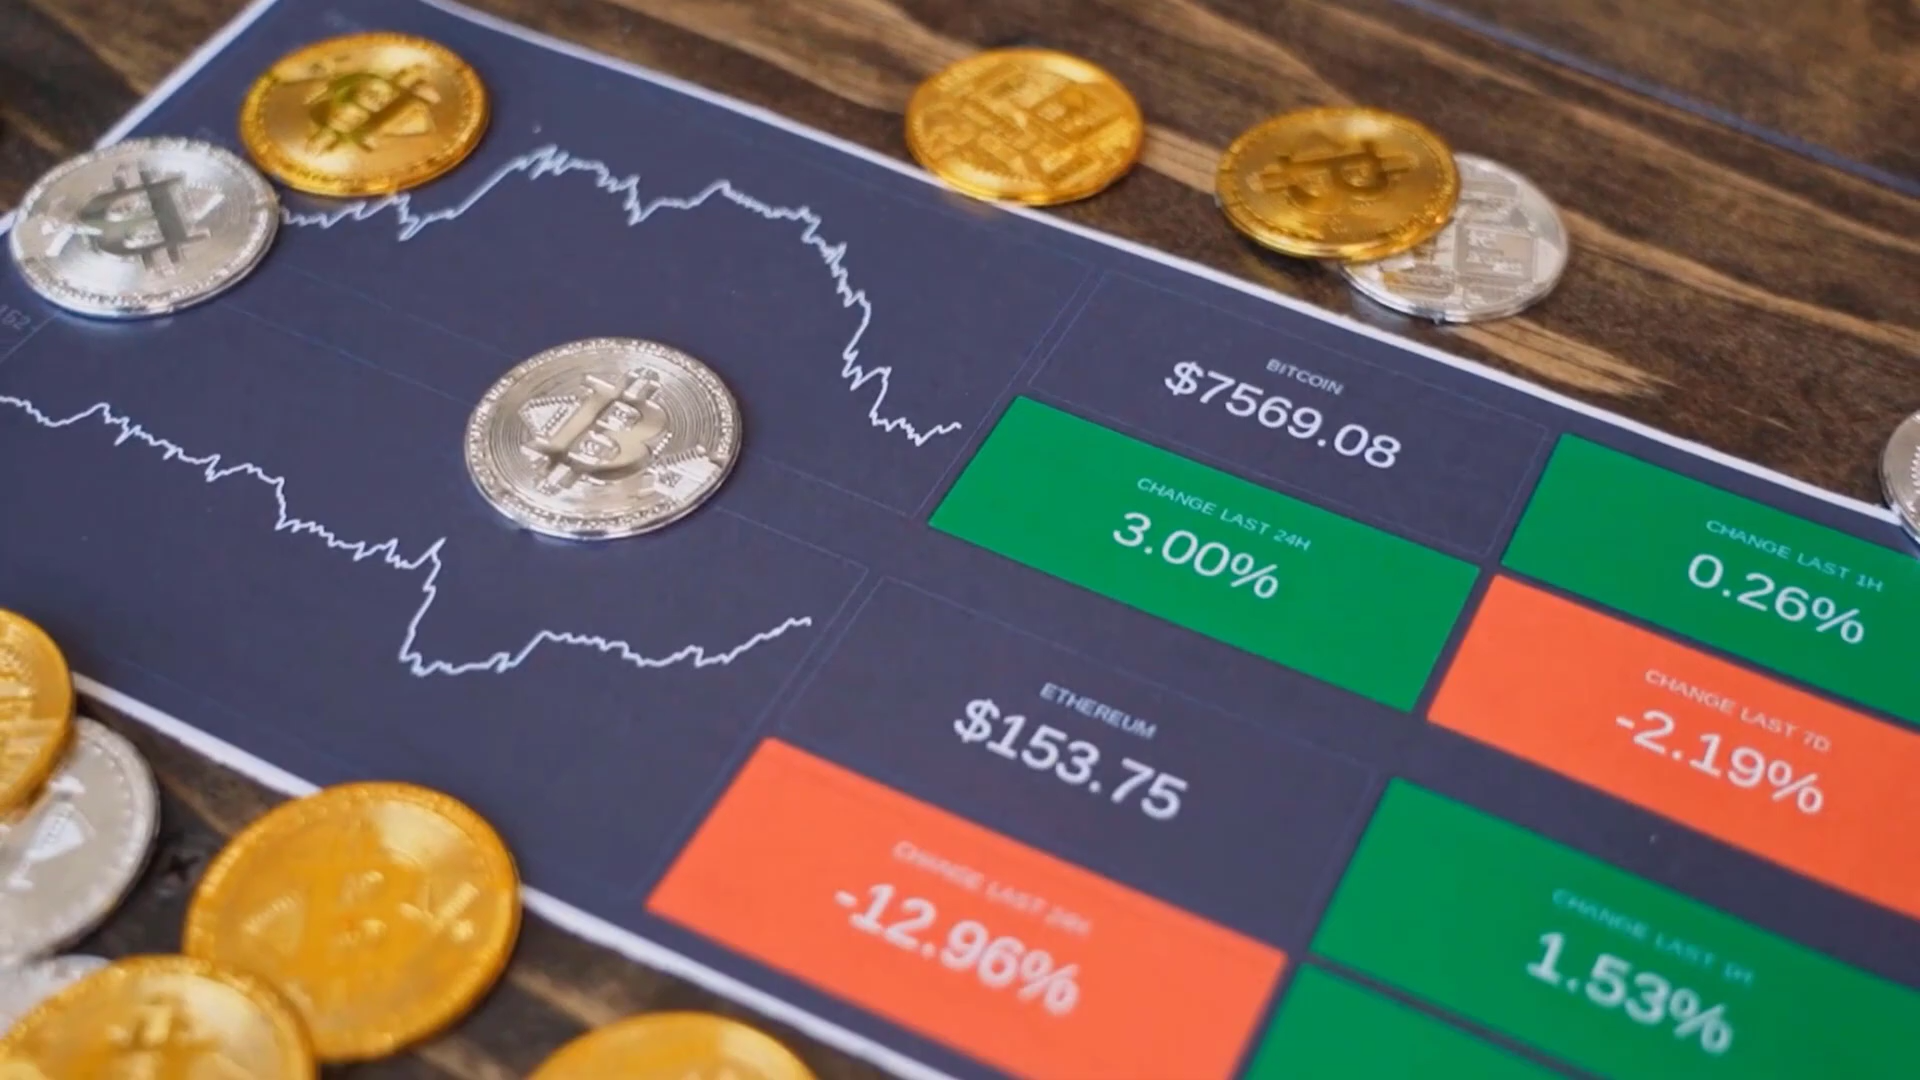 BITCOIN
$7569.08
CHANGE LAST 24H
3.00%
CHANGE LAST 1H
0.26%
CHANGE LAST 7D
-2.19%
ETHEREUM
$153.75
CHANGE LAST 24H
-12.96%
CHANGE LAST 1H
1.53%